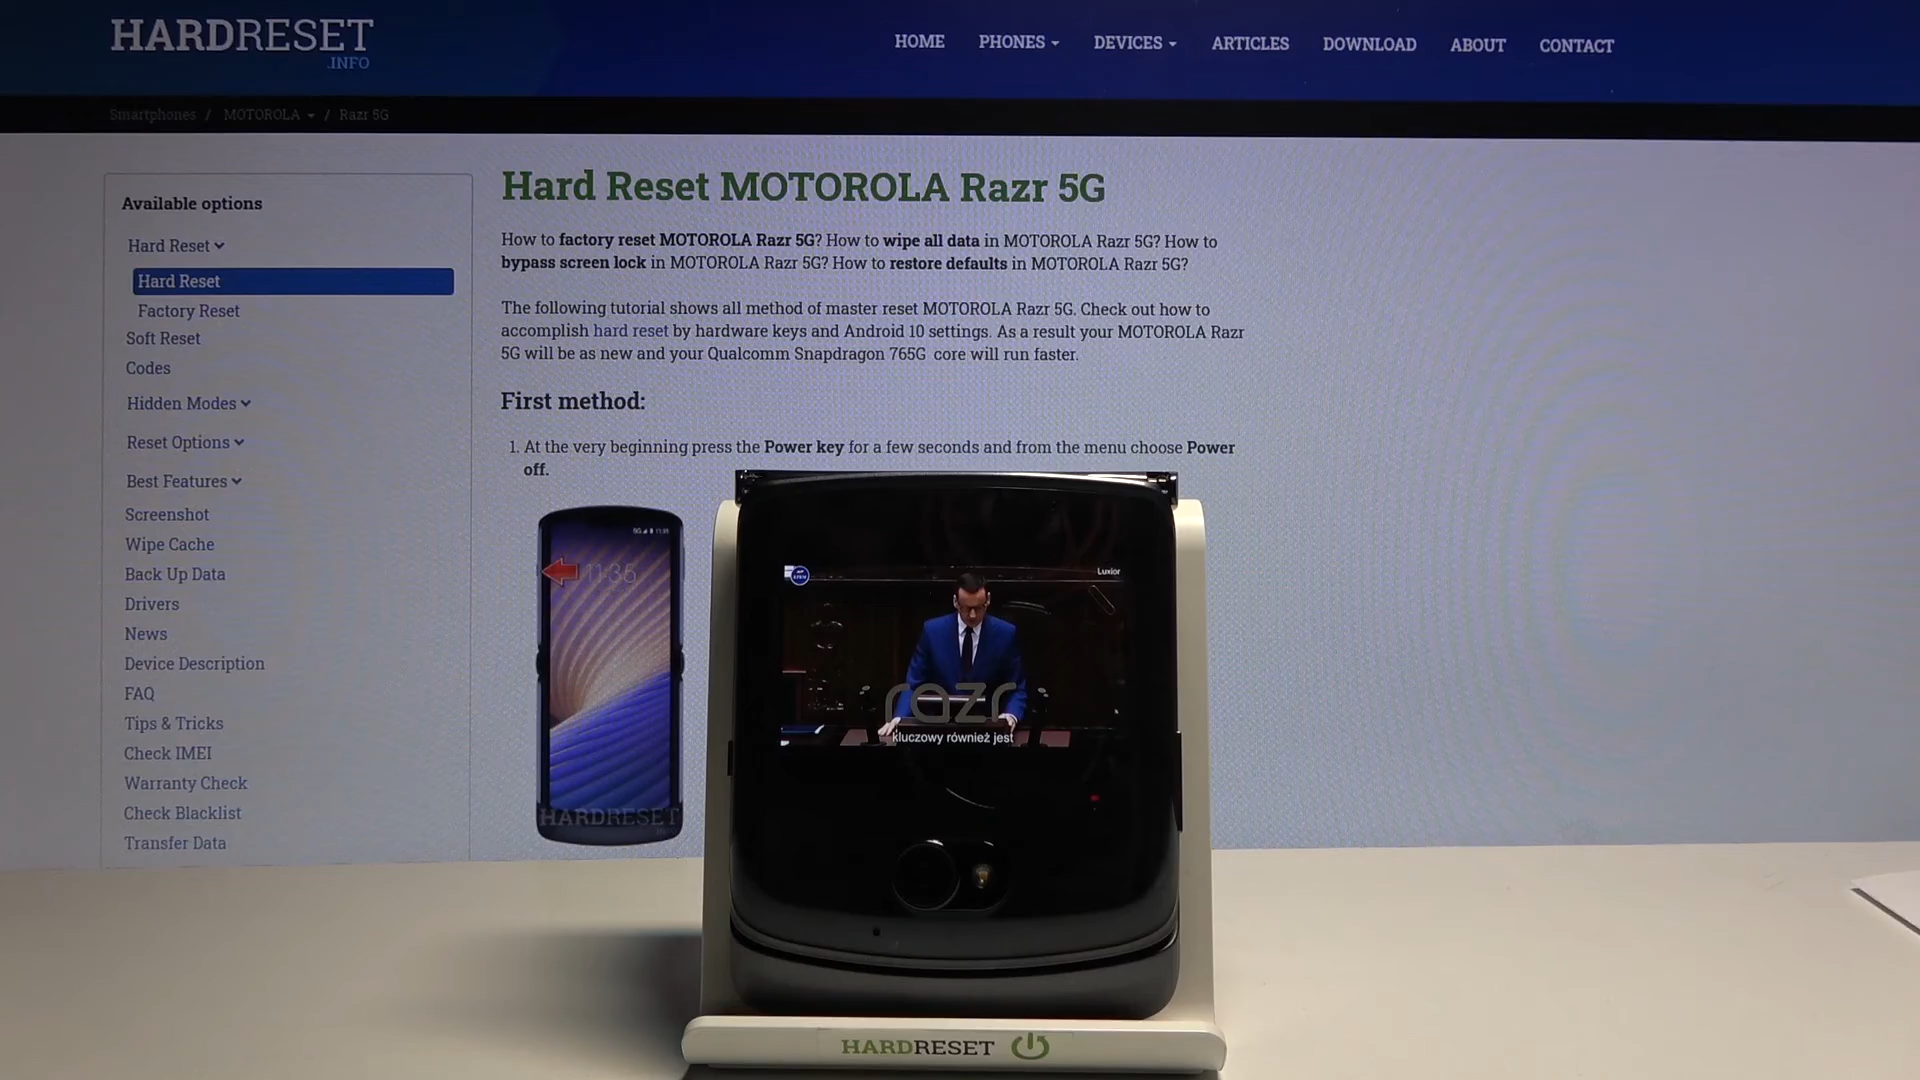 HARDRESET
.INFO
HOME PHONES DEVICES ARTICLES DOWNLOAD ABOUT CONTACT
Smartphones / MOTOROLA / Razr 5G
Available options
Hard Reset
Hard Reset
Factory Reset
Soft Reset
Codes
Hidden Modes
Reset Options
Best Features
Screenshot
Wipe Cache
Back Up Data
Drivers
News
Device Description
FAQ
Tips & Tricks
Check IMEI
Warranty Check
Check Blacklist
Transfer Data
Hard Reset MOTOROLA Razr 5G
How to factory reset MOTOROLA Razr 5G? How to wipe all data in MOTOROLA Razr 5G? How to
bypass screen lock in MOTOROLA Razr 5G? How to restore defaults in MOTOROLA Razr 5G?
The following tutorial shows all method of master reset MOTOROLA Razr 5G. Check out how to
accomplish hard reset by hardware keys and Android 10 settings. As a result your MOTOROLA Razr
5G will be as new and your Qualcomm Snapdragon 765G core will run faster.
First method:
1. At the very beginning press the Power key for a few seconds and from the menu choose Power
off.
11:35
HARDRESET
Luxior
razr
kluczowy również jest
HARDRESET